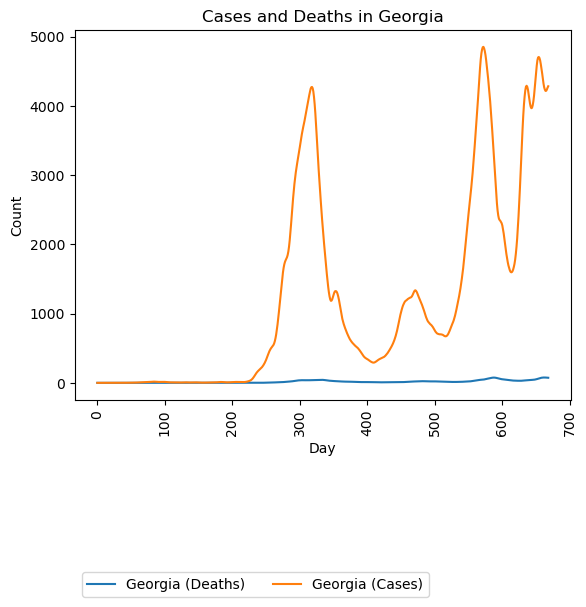 Cases and Deaths in Georgia
Count
5000
4000
3000
2000
1000
0
0 100 200 300 400 500 600 700
Day
Georgia (Deaths) Georgia (Cases)